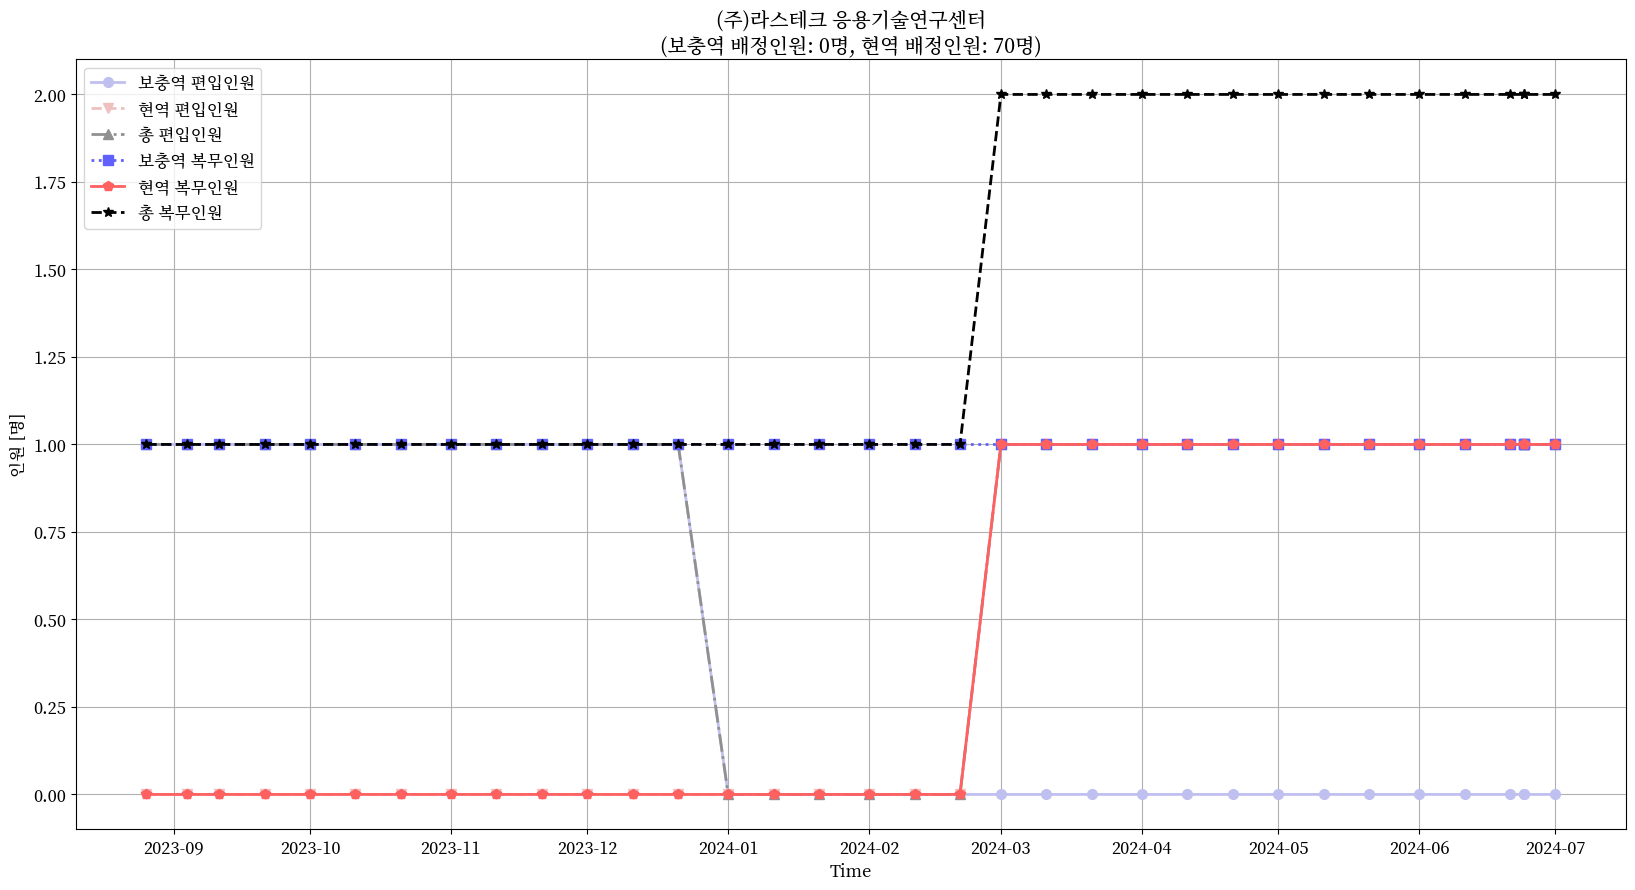 (주)라스테크 응용기술연구센터
(보충역 배정인원: 0명, 현역 배정인원: 70명)
보충역 편입인원
현역 편입인원
총 편입인원
보충역 복무인원
현역 복무인원
총 복무인원
2.00
1.75
1.50
1.25
1.00
0.75
0.50
0.25
0.00
인원 [명]
2023-09 2023-10 2023-11 2023-12 2024-01 2024-02 2024-03 2024-04 2024-05 2024-06 2024-07
Time